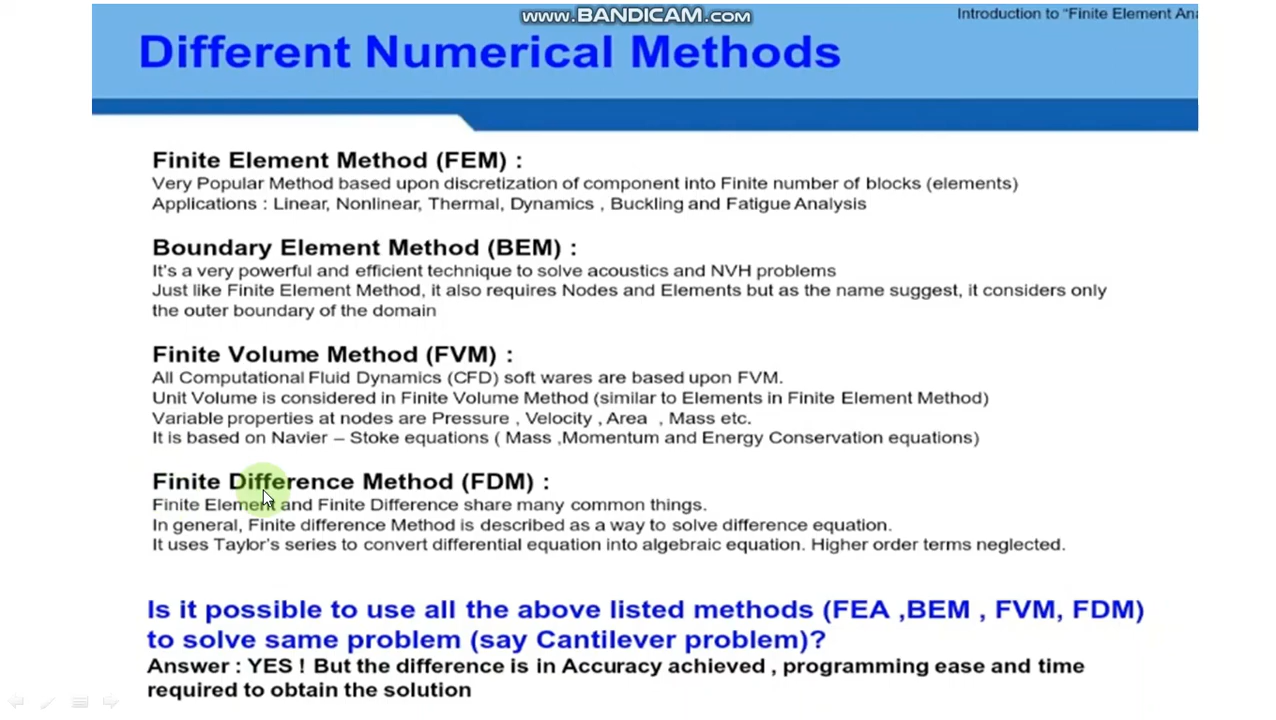 www.BANDICAM.com
Introduction to "Finite Element
Different Numerical Methods
Finite Element Method (FEM) :
Very Popular Method based upon discretization of component into Finite number of blocks (elements)
Applications : Linear, Nonlinear, Thermal, Dynamics , Buckling and Fatigue Analysis
Boundary Element Method (BEM) :
It's a very powerful and efficient technique to solve acoustics and NVH problems
Just like Finite Element Method, it also requires Nodes and Elements but as the name suggest, it considers only
the outer boundary of the domain
Finite Volume Method (FVM) :
All Computational Fluid Dynamics (CFD) soft wares are based upon FVM.
Unit Volume is considered in Finite Volume Method (similar to Elements in Finite Element Method)
Variable properties at nodes are Pressure , Velocity , Area , Mass etc.
It is based on Navier – Stoke equations ( Mass ,Momentum and Energy Conservation equations)
Finite Difference Method (FDM) :
Finite Element and Finite Difference share many common things.
In general, Finite difference Method is described as a way to solve difference equation.
It uses Taylor's series to convert differential equation into algebraic equation. Higher order terms neglected.
Is it possible to use all the above listed methods (FEA ,BEM , FVM, FDM)
to solve same problem (say Cantilever problem)?
Answer : YES ! But the difference is in Accuracy achieved , programming ease and time
required to obtain the solution